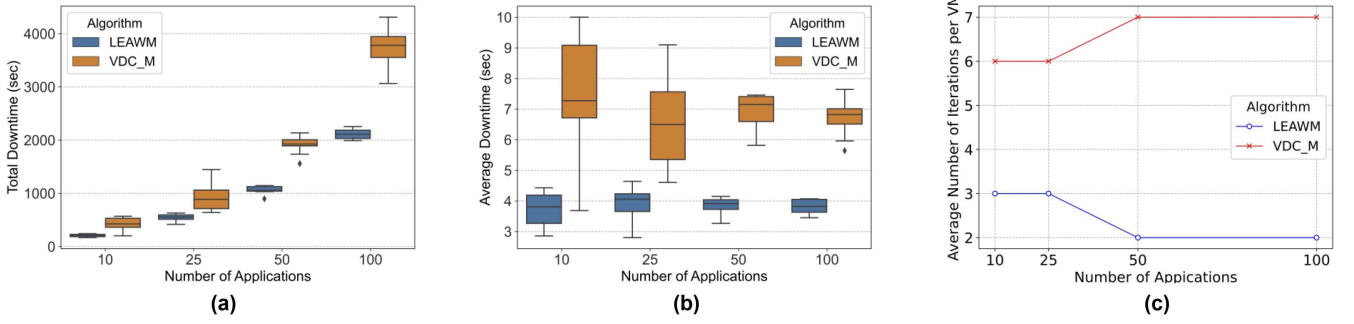 Total Downtime (sec)
4000
3000
2000
1000
0
Algorithm
LEAWM
VDC_M
10
25
50
100
Number of Applications
(a)
Average Downtime (sec)
10
9
8
7
6
5
4
3
Algorithm
LEAWM
VDC_M
10
25
50
100
Number of Applications
(b)
Average Number of Iterations per VM
7
6
5
4
3
2
Algorithm
LEAWM
VDC_M
10
25
50
100
Number of Appications
(c)